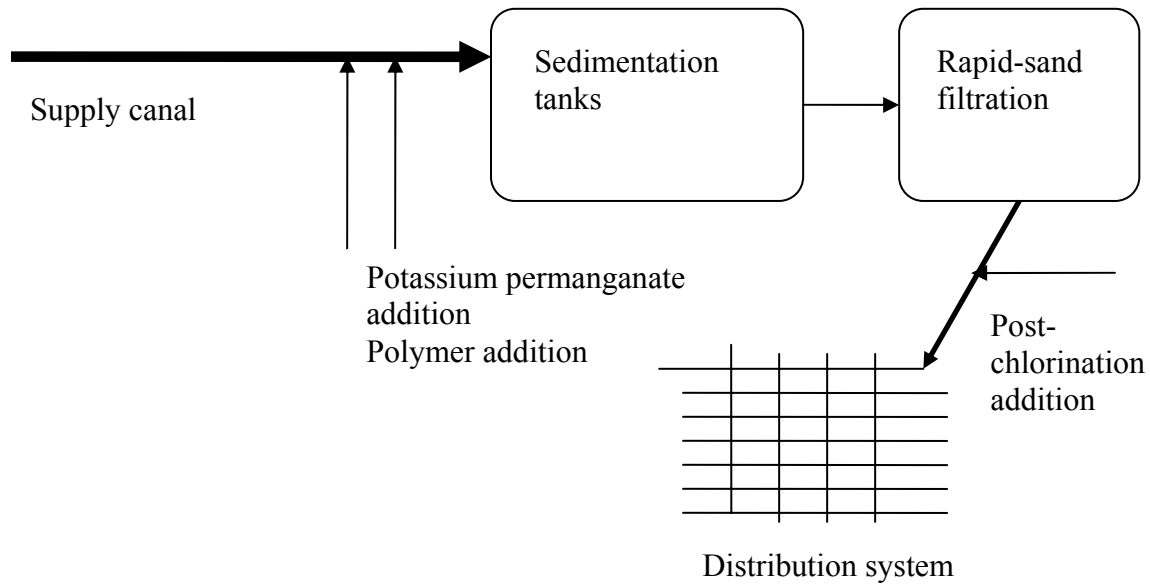 Supply canal
Sedimentation
tanks
Rapid-sand
filtration
Potassium permanganate
addition
Polymer addition
Post-
chlorination
addition
Distribution system